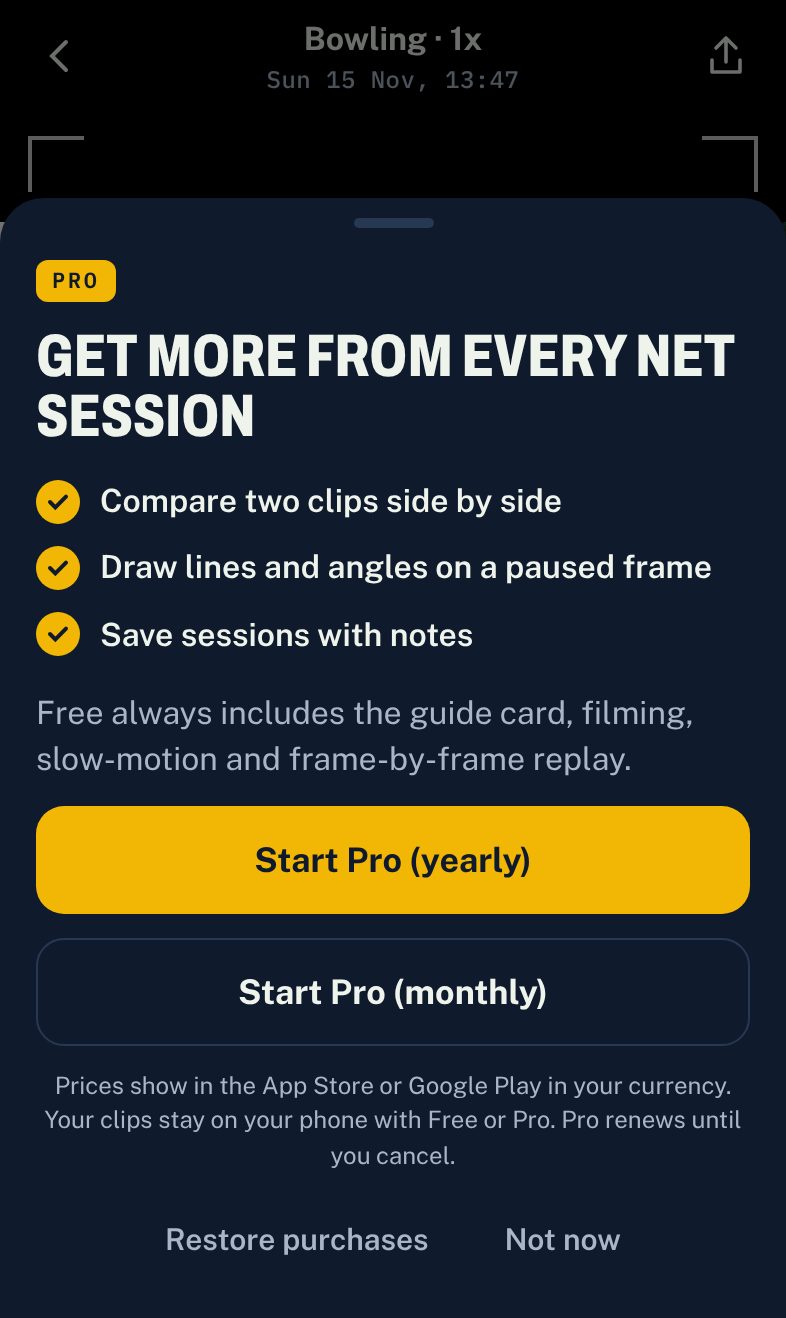 Bowling · 1x
Sun 15 Nov, 13:47
PRO
GET MORE FROM EVERY NET
SESSION
Compare two clips side by side
Draw lines and angles on a paused frame
Save sessions with notes
Free always includes the guide card, filming,
slow-motion and frame-by-frame replay.
Start Pro (yearly)
Start Pro (monthly)
Prices show in the App Store or Google Play in your currency.
Your clips stay on your phone with Free or Pro. Pro renews until
you cancel.
Restore purchases
Not now